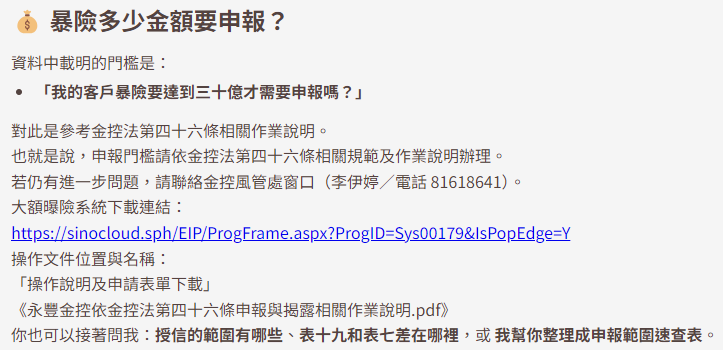 暴險多少金額要申報？
資料中載明的門檻是：
• 「我的客戶暴險要達到三十億才需要申報嗎？」
對此是參考金控法第四十六條相關作業說明。
也就是說，申報門檻請依金控法第四十六條相關規範及作業說明辦理。
若仍有進一步問題，請聯絡金控風管處窗口（李伊婷／電話 81618641）。
大額曝險系統下載連結：
https://sinocloud.sph/EIP/ProgFrame.aspx?ProgID=Sys00179&IsPopEdge=Y
操作文件位置與名稱：
「操作說明及申請表單下載」
《永豐金控依金控法第四十六條申報與揭露相關作業說明.pdf》
你也可以接著問我：授信的範圍有哪些、表十九和表七差在哪裡，或 我幫你整理成申報範圍速查表。